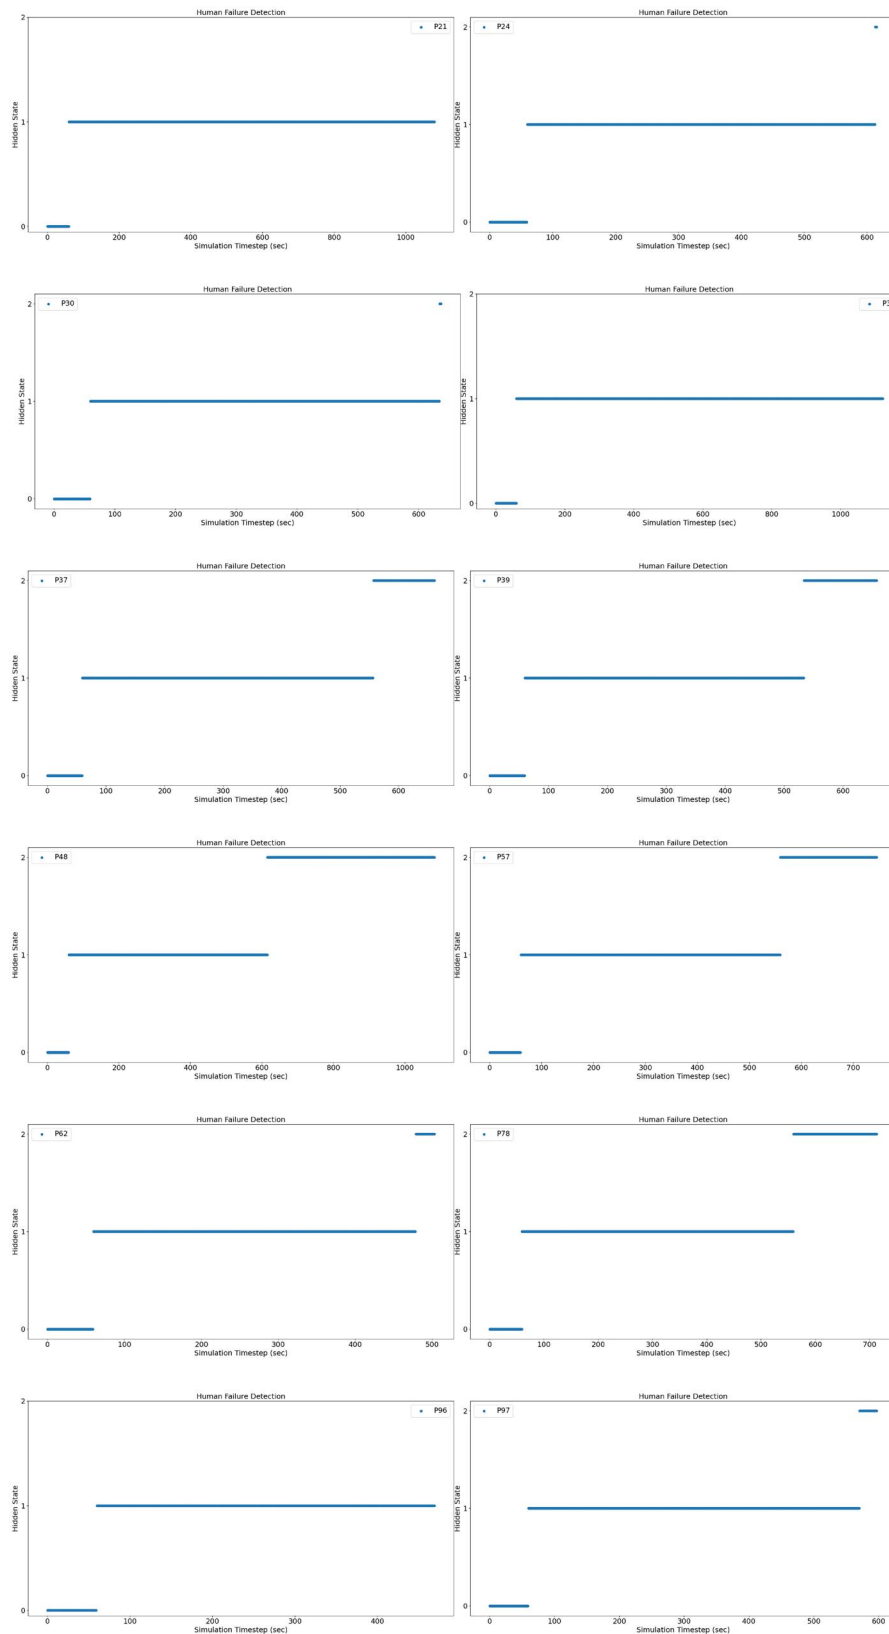 Human Failure Detection
P21
2
1
0
Hidden State
0 200 400 600 800 1000
Simulation Timestep (sec)
Human Failure Detection
P24
2
1
0
Hidden State
0 100 200 300 400 500 600
Simulation Timestep (sec)
Human Failure Detection
P30
2
1
0
Hidden State
0 100 200 300 400 500 600
Simulation Timestep (sec)
Human Failure Detection
2
1
0
Hidden State
0 200 400 600 800 1000
Simulation Timestep (sec)
Human Failure Detection
P37
2
1
0
Hidden State
0 100 200 300 400 500 600
Simulation Timestep (sec)
Human Failure Detection
P39
2
1
0
Hidden State
0 100 200 300 400 500 600
Simulation Timestep (sec)
Human Failure Detection
P48
2
1
0
Hidden State
0 200 400 600 800 1000
Simulation Timestep (sec)
Human Failure Detection
P57
2
1
0
Hidden State
0 100 200 300 400 500 600 700
Simulation Timestep (sec)
Human Failure Detection
P62
2
1
0
Hidden State
0 100 200 300 400 500
Simulation Timestep (sec)
Human Failure Detection
P78
2
1
0
Hidden State
0 100 200 300 400 500 600 700
Simulation Timestep (sec)
Human Failure Detection
P96
2
1
0
Hidden State
0 100 200 300 400
Simulation Timestep (sec)
Human Failure Detection
P97
2
1
0
Hidden State
0 100 200 300 400 500 600
Simulation Timestep (sec)